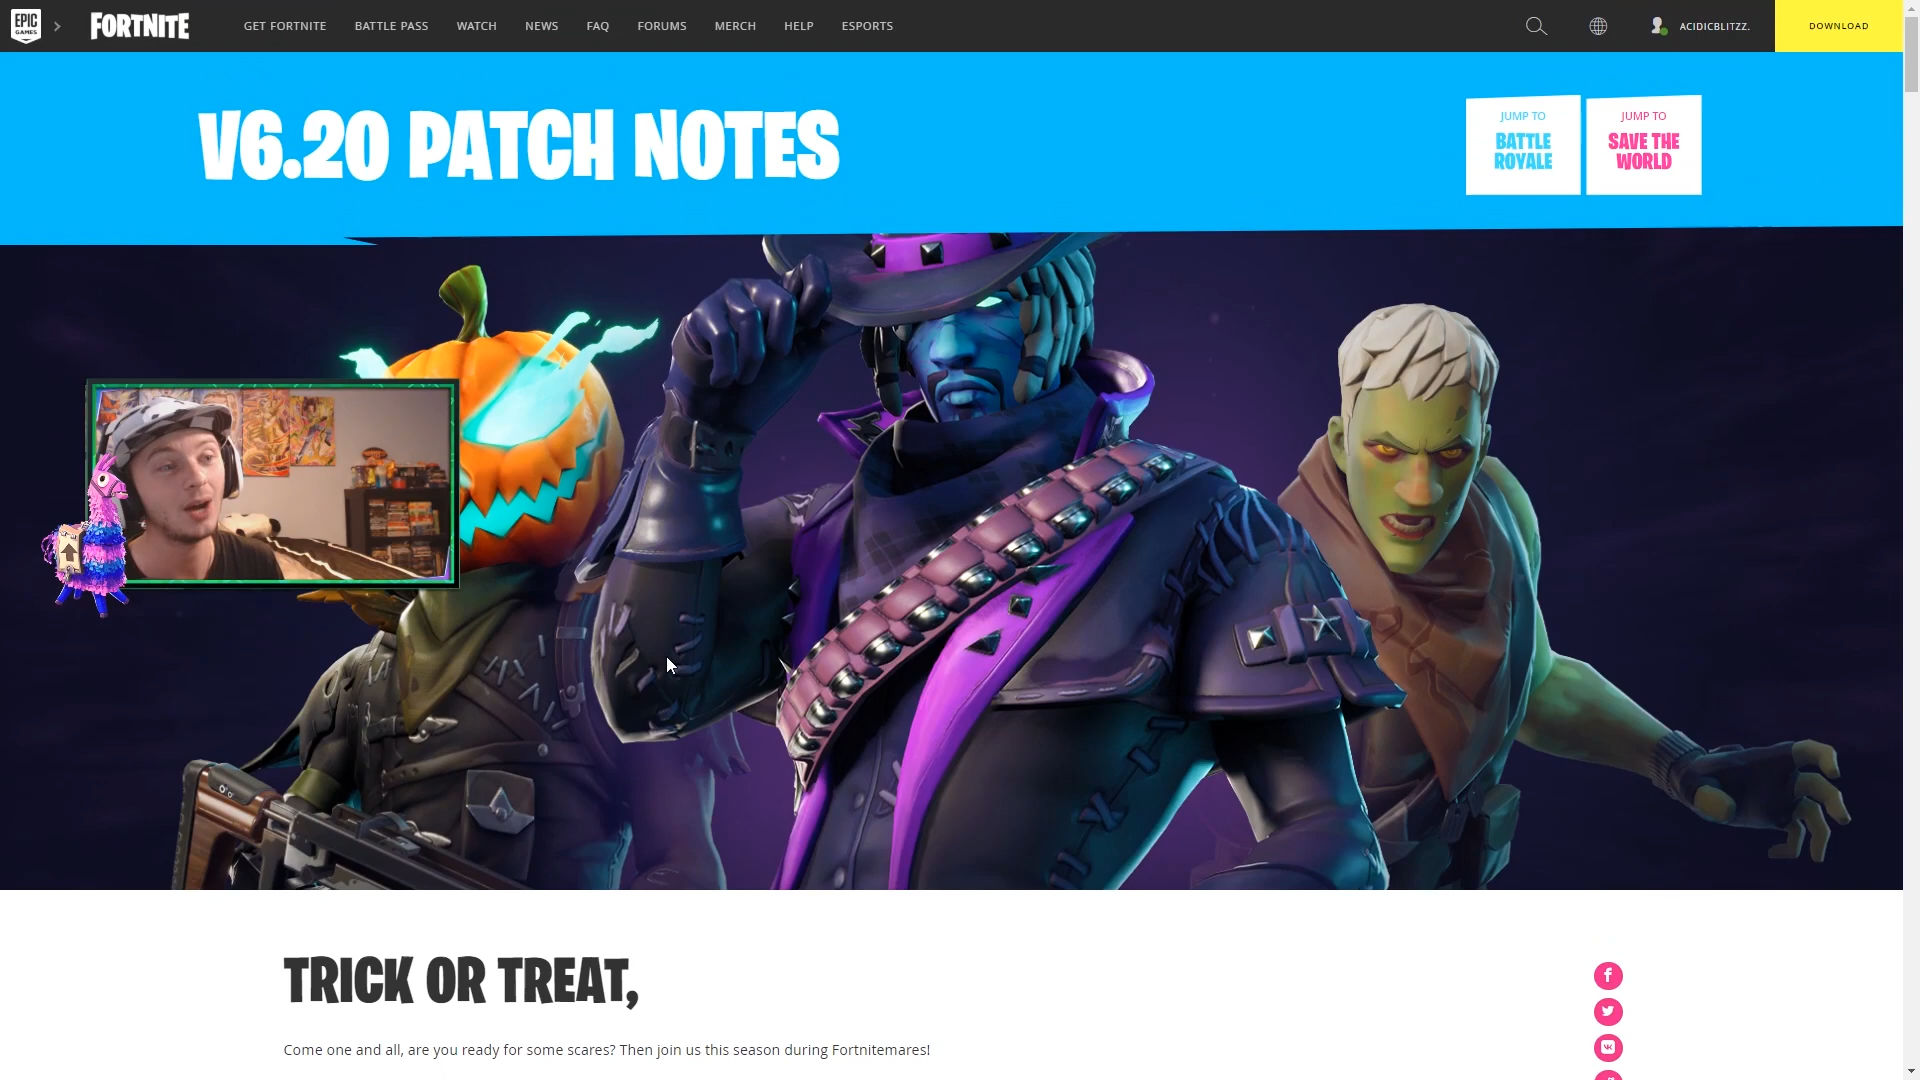 EPIC GAMES
FORTNITE
GET FORTNITE
BATTLE PASS
WATCH
NEWS
FAQ
FORUMS
MERCH
HELP
ESPORTS
ACIDICBLITZZ.
DOWNLOAD
V6.20 PATCH NOTES
JUMP TO
BATTLE
ROYALE
JUMP TO
SAVE THE
WORLD
TRICK OR TREAT,
Come one and all, are you ready for some scares? Then join us this season during Fortnitemares!